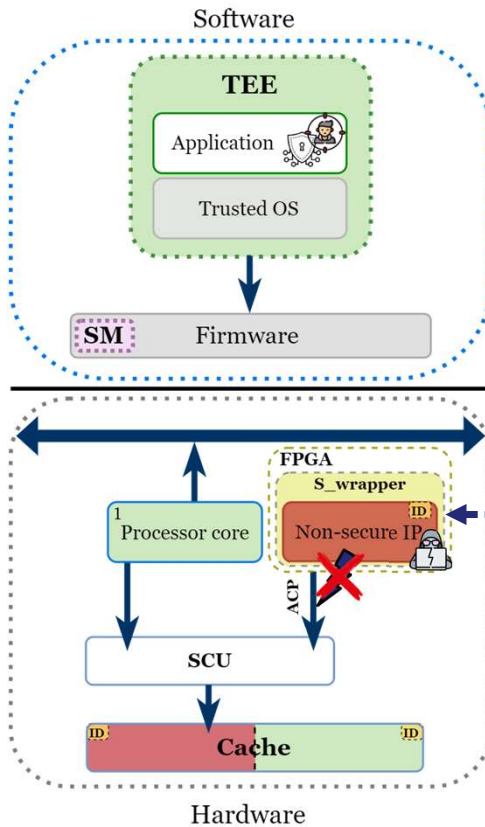 Software
TEE
Application
Trusted OS
SM
Firmware
FPGA
S_wrapper
ID
1
Processor core
Non-secure IP
ACP
SCU
ID
ID
Cache
Hardware